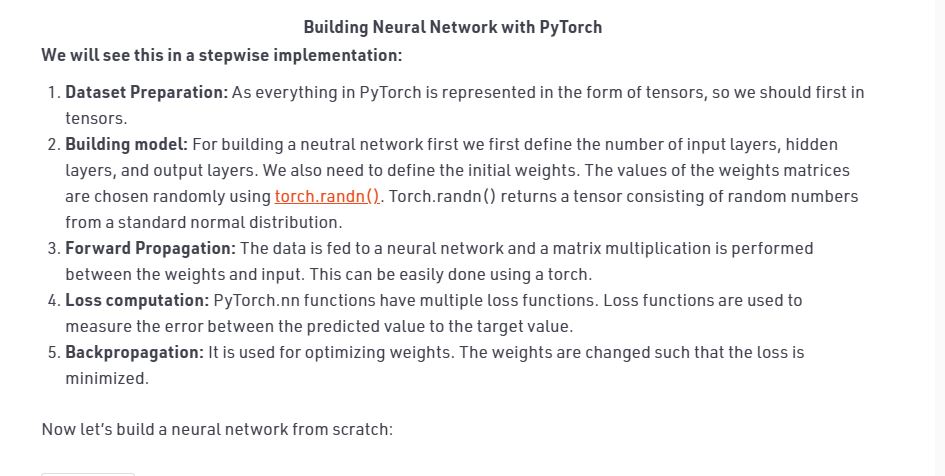 Building Neural Network with PyTorch
We will see this in a stepwise implementation:
1. Dataset Preparation: As everything in PyTorch is represented in the form of tensors, so we should first in
tensors.
2. Building model: For building a neutral network first we first define the number of input layers, hidden
layers, and output layers. We also need to define the initial weights. The values of the weights matrices
are chosen randomly using torch.randn(). Torch.randn() returns a tensor consisting of random numbers
from a standard normal distribution.
3. Forward Propagation: The data is fed to a neural network and a matrix multiplication is performed
between the weights and input. This can be easily done using a torch.
4. Loss computation: PyTorch.nn functions have multiple loss functions. Loss functions are used to
measure the error between the predicted value to the target value.
5. Backpropagation: It is used for optimizing weights. The weights are changed such that the loss is
minimized.
Now let’s build a neural network from scratch: